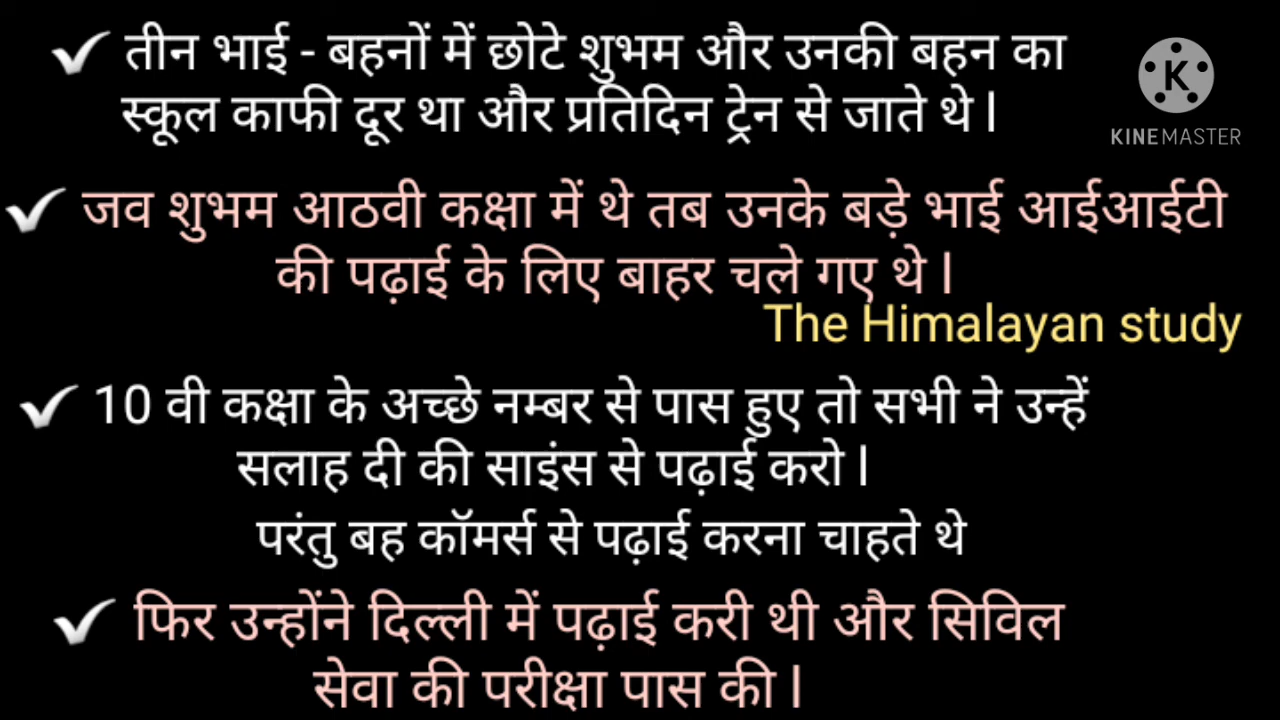 ✔ तीन भाई - बहनों में छोटे शुभम और उनकी बहन का
स्कूल काफी दूर था और प्रतिदिन ट्रेन से जाते थे l
K
KINEMASTER
✔ जव शुभम आठवी कक्षा में थे तब उनके बड़े भाई आईआईटी
की पढ़ाई के लिए बाहर चले गए थे l
The Himalayan study
✔ 10 वी कक्षा के अच्छे नम्बर से पास हुए तो सभी ने उन्हें
सलाह दी की साइंस से पढ़ाई करो l
परंतु बह कॉमर्स से पढ़ाई करना चाहते थे
✔ फिर उन्होंने दिल्ली में पढ़ाई करी थी और सिविल
सेवा की परीक्षा पास की l